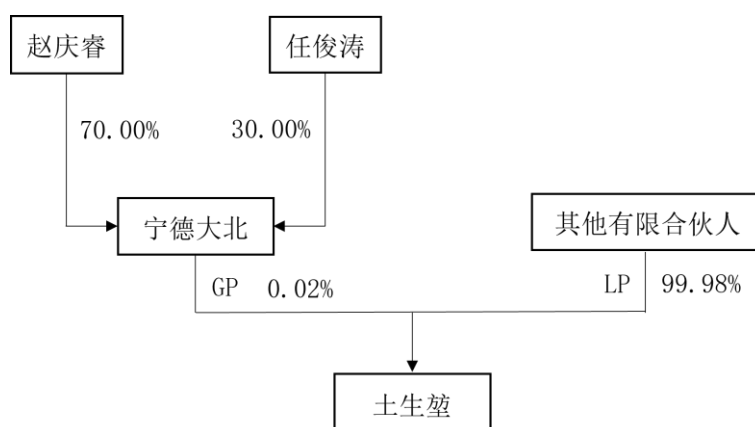 赵庆睿
任俊涛
70.00%
30.00%
宁德大北
其他有限合伙人
GP 0.02%
LP 99.98%
土生堃